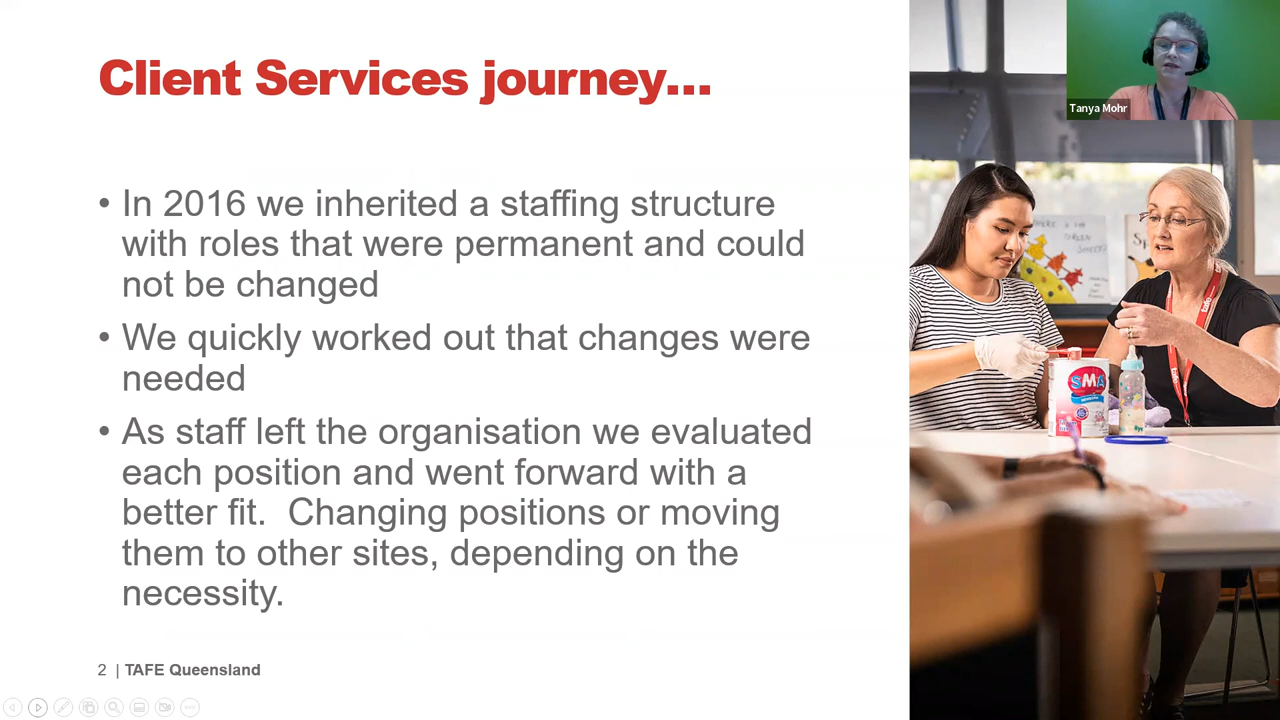 Client Services journey...
Tanya Mohr
• In 2016 we inherited a staffing structure
with roles that were permanent and could
not be changed
• We quickly worked out that changes were
needed
• As staff left the organisation we evaluated
each position and went forward with a
better fit.  Changing positions or moving
them to other sites, depending on the
necessity.
SMA
tafe
2 | TAFE Queensland